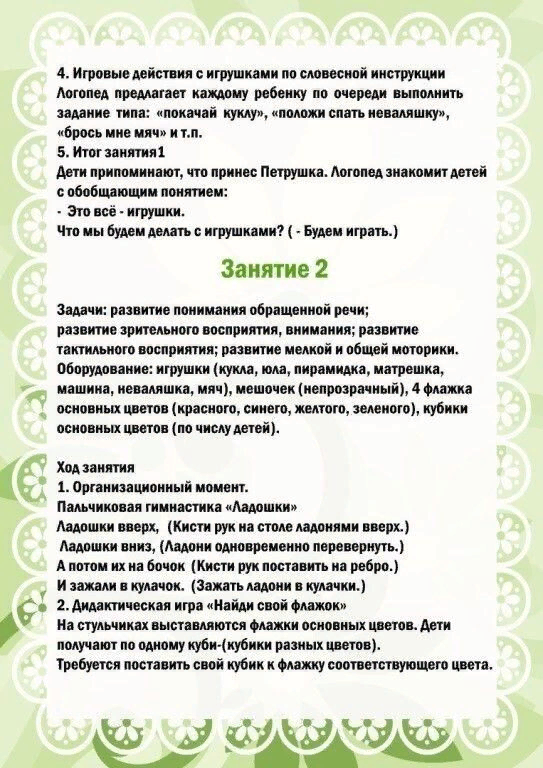 4. Игровые действия с игрушками по словесной инструкции
Логопед предлагает каждому ребенку по очереди выполнить
задание типа: «покачай куклу», «положи спать неваляшку»,
«брось мне мяч» и т.п.
5. Итог занятия1
Дети припоминают, что принес Петрушка. Логопед знакомит детей
с обобщающим понятием:
- Это всё - игрушки.
Что мы будем делать с игрушками? ( - Будем играть.)
Занятие 2
Задачи: развитие понимания обращенной речи;
развитие зрительного восприятия, внимания; развитие
тактильного восприятия; развитие мелкой и общей моторики.
Оборудование: игрушки (кукла, юла, пирамидка, матрешка,
машина, неваляшка, мяч), мешочек (непрозрачный), 4 флажка
основных цветов (красного, синего, желтого, зеленого), кубики
основных цветов (по числу детей).
Ход занятия
1. Организационный момент.
Пальчиковая гимнастика «Ладошки»
Ладошки вверх, (Кисти рук на столе ладонями вверх.)
Ладошки вниз, (Ладони одновременно перевернуть.)
А потом их на бочок (Кисти рук поставить на ребро.)
И зажали в кулачок. (Зажать ладони в кулачки.)
2. Дидактическая игра «Найди свой флажок»
На стульчиках выставляются флажки основных цветов. Дети
получают по одному куби-(кубики разных цветов).
Требуется поставить свой кубик к флажку соответствующего цвета.